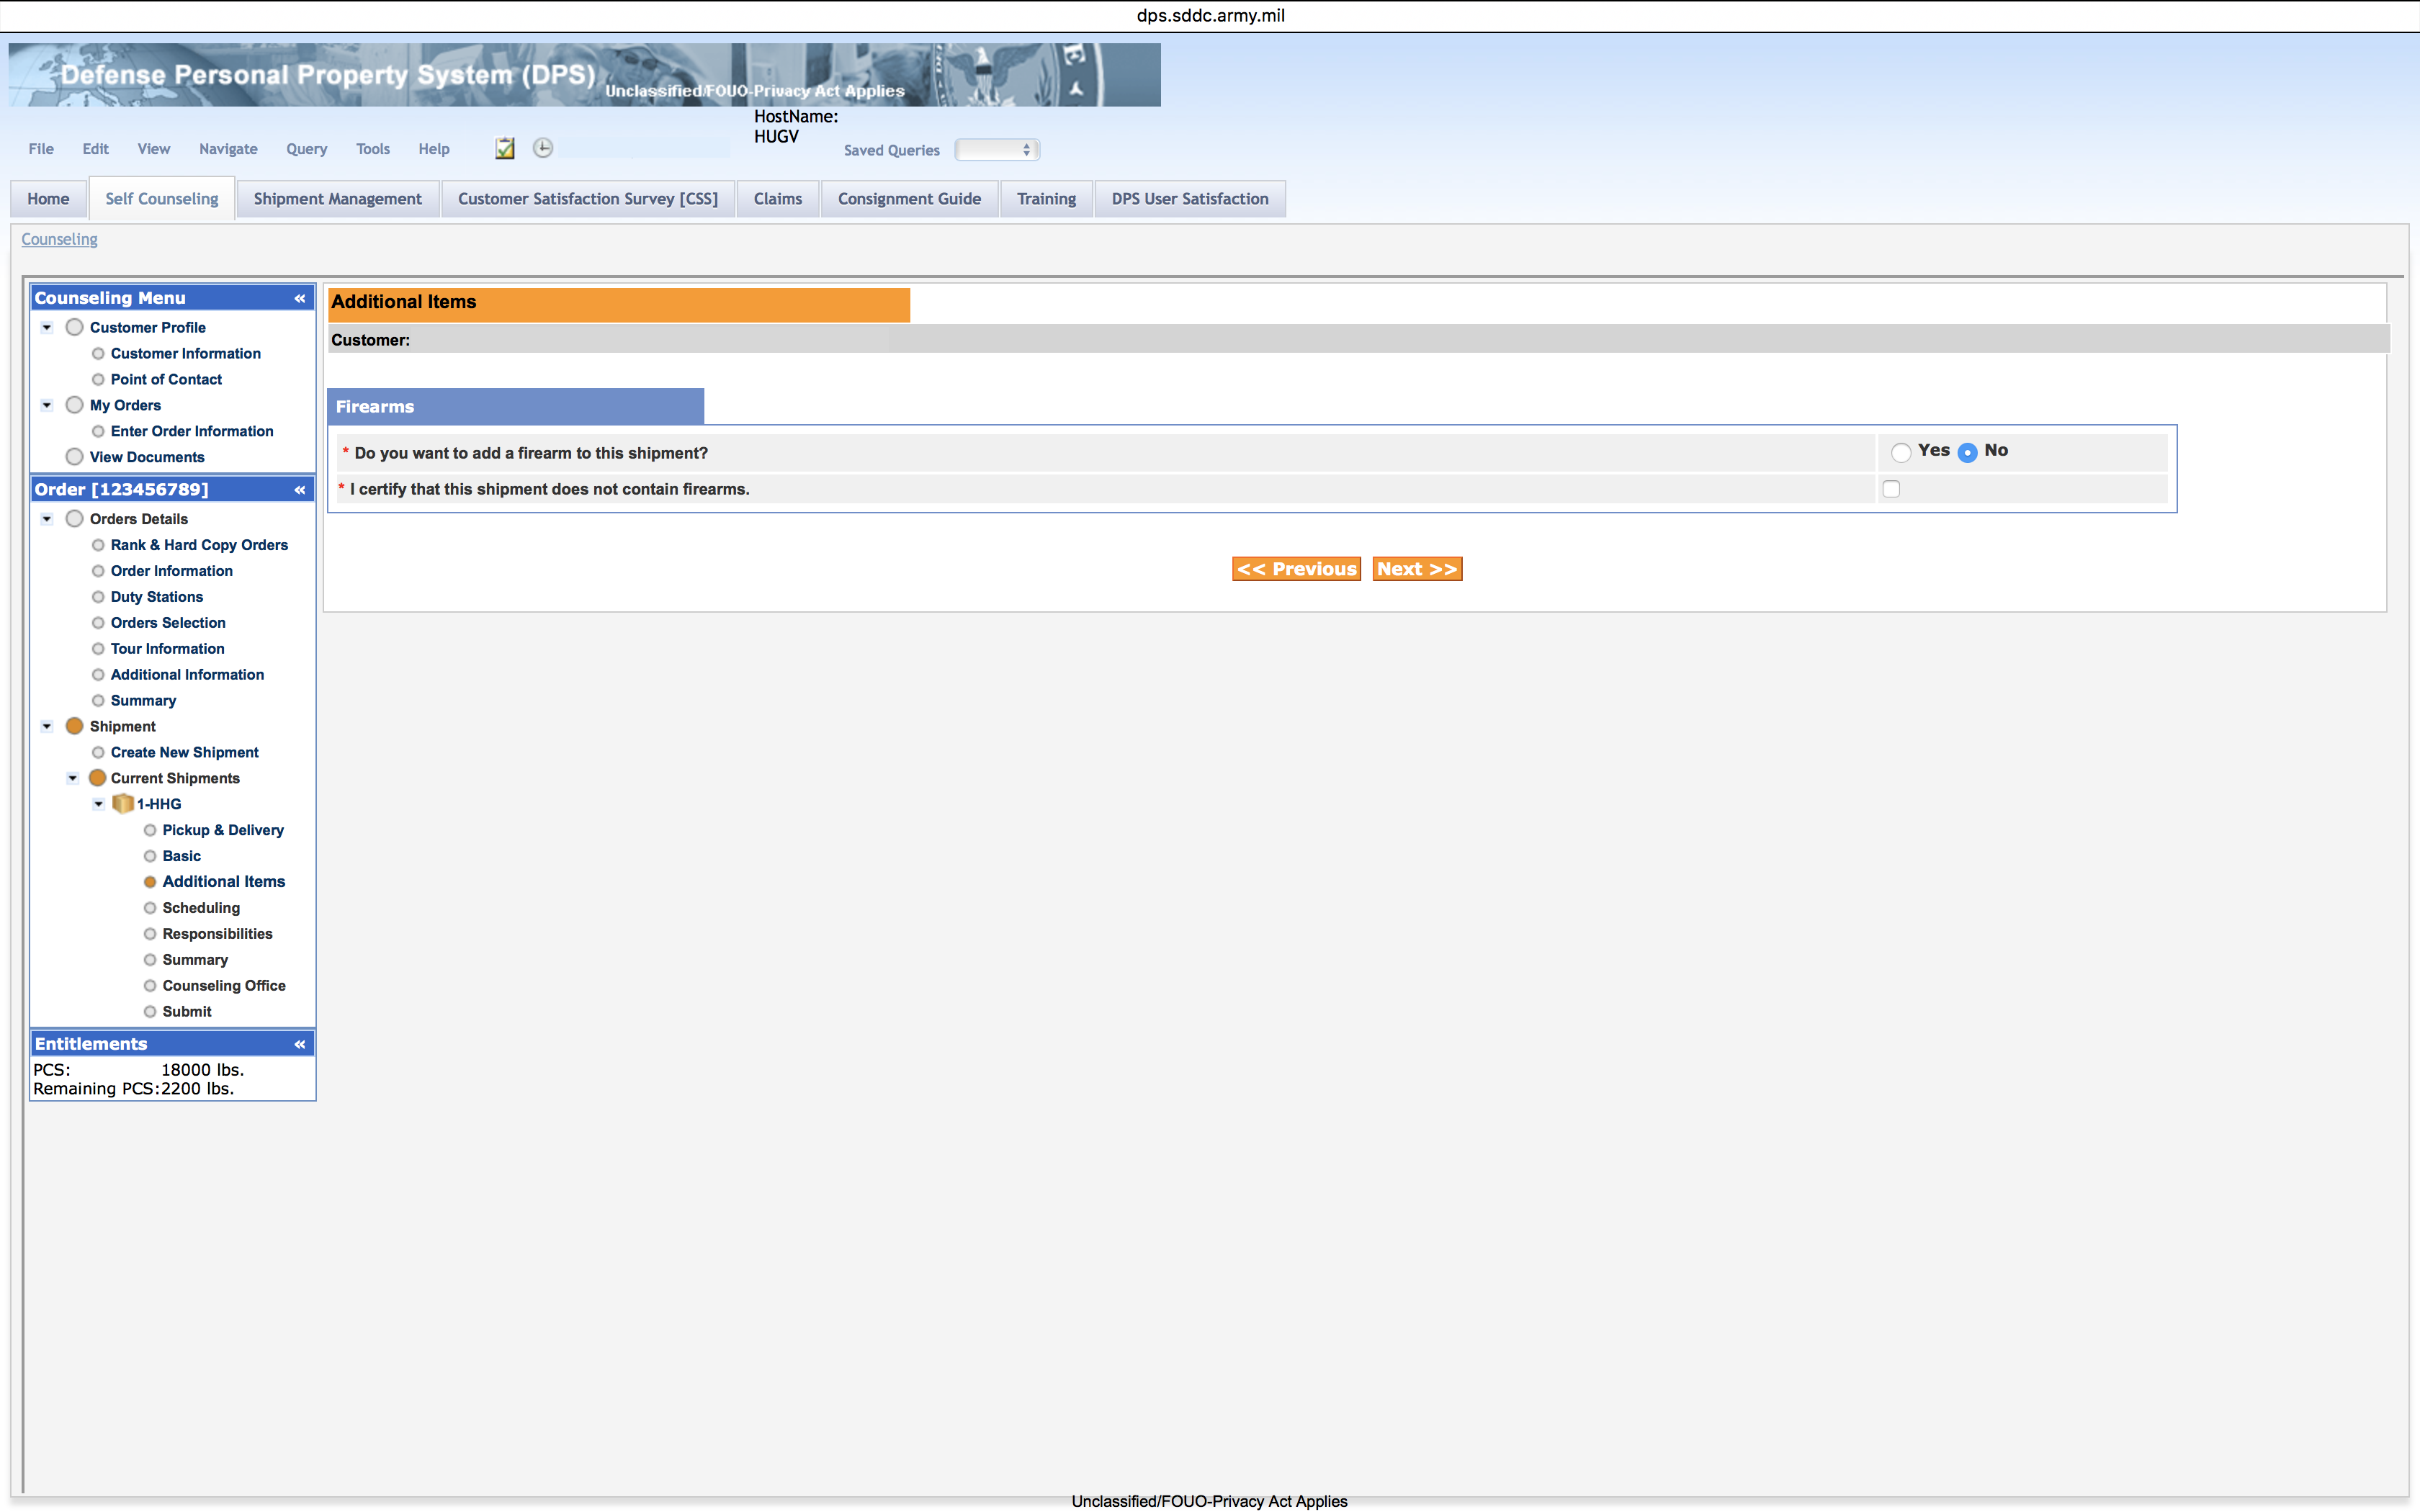 dps.sddc.army.mil
Defense Personal Property System (DPS)
Unclassified/FOUO-Privacy Act Applies
HostName:
HUGV
File Edit View Navigate Query Tools Help
Saved Queries
Home Self Counseling Shipment Management Customer Satisfaction Survey [CSS] Claims Consignment Guide Training DPS User Satisfaction
Counseling
Counseling Menu «
Customer Profile
Customer Information
Point of Contact
My Orders
Enter Order Information
View Documents
Order [123456789] «
Orders Details
Rank & Hard Copy Orders
Order Information
Duty Stations
Orders Selection
Tour Information
Additional Information
Summary
Shipment
Create New Shipment
Current Shipments
1-HHG
Pickup & Delivery
Basic
Additional Items
Scheduling
Responsibilities
Summary
Counseling Office
Submit
Entitlements «
PCS: 18000 lbs.
Remaining PCS:2200 lbs.
Additional Items
Customer:
Firearms
* Do you want to add a firearm to this shipment? Yes No
* I certify that this shipment does not contain firearms.
<< Previous Next >>
Unclassified/FOUO-Privacy Act Applies